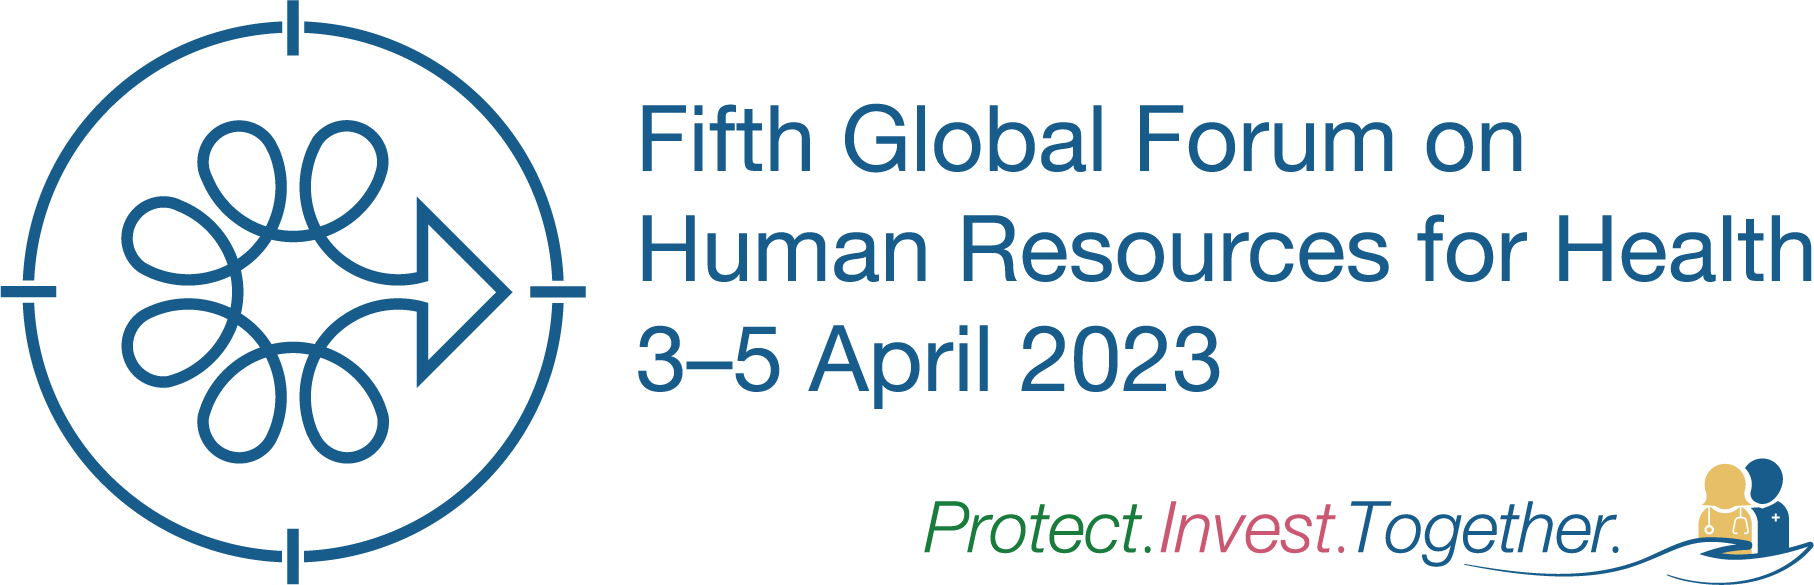 Fifth Global Forum on
Human Resources for Health
3–5 April 2023
Protect.Invest.Together.